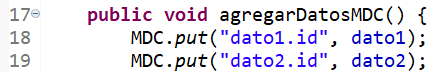 17 public void agregarDatosMDC() {
18 MDC.put("dato1.id", dato1);
19 MDC.put("dato2.id", dato2);